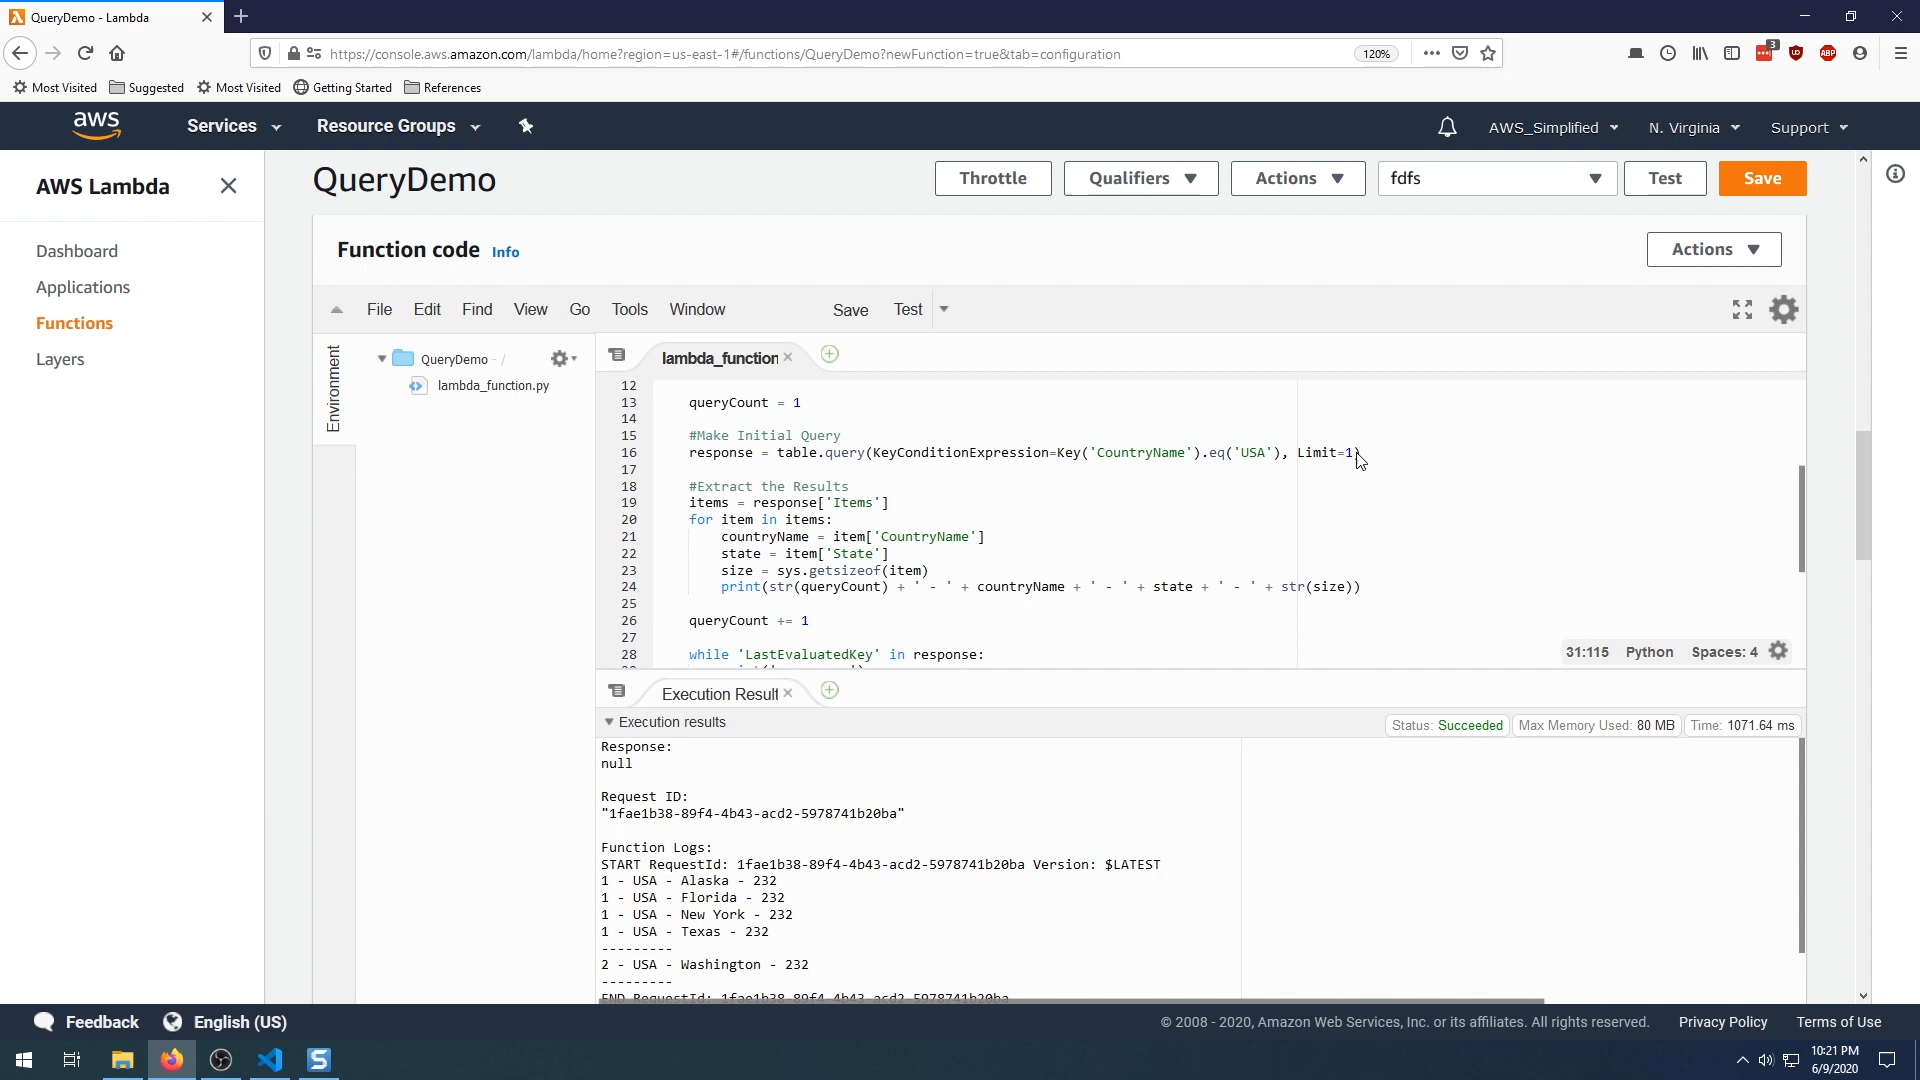 QueryDemo - Lambda
https://console.aws.amazon.com/lambda/home?region=us-east-1#/functions/QueryDemo?newFunction=true&tab=configuration
120%
3
ABP
Most Visited Suggested Most Visited Getting Started References
aws Services Resource Groups AWS_Simplified N. Virginia Support
AWS Lambda
Dashboard
Applications
Functions
Layers
QueryDemo
Throttle Qualifiers Actions fdfs Test Save
Function code Info
Actions
File Edit Find View Go Tools Window Save Test
Environment
QueryDemo - /
lambda_function.py
lambda_function
12
13 queryCount = 1
14
15 #Make Initial Query
16 response = table.query(KeyConditionExpression=Key('CountryName').eq('USA'), Limit=1)
17
18 #Extract the Results
19 items = response['Items']
20 for item in items:
21 countryName = item['CountryName']
22 state = item['State']
23 size = sys.getsizeof(item)
24 print(str(queryCount) + ' - ' + countryName + ' - ' + state + ' - ' + str(size))
25
26 queryCount += 1
27
28 while 'LastEvaluatedKey' in response:
31:115 Python Spaces: 4
Execution Result
Execution results
Status: Succeeded Max Memory Used: 80 MB Time: 1071.64 ms
Response:
null
Request ID:
"1fae1b38-89f4-4b43-acd2-5978741b20ba"
Function Logs:
START RequestId: 1fae1b38-89f4-4b43-acd2-5978741b20ba Version: $LATEST
1 - USA - Alaska - 232
1 - USA - Florida - 232
1 - USA - New York - 232
1 - USA - Texas - 232
---------
2 - USA - Washington - 232
---------
END RequestId: 1fae1b38-89f4-4b43-acd2-5978741b20ba
Feedback English (US)
© 2008 - 2020, Amazon Web Services, Inc. or its affiliates. All rights reserved. Privacy Policy Terms of Use
10:21 PM
6/9/2020